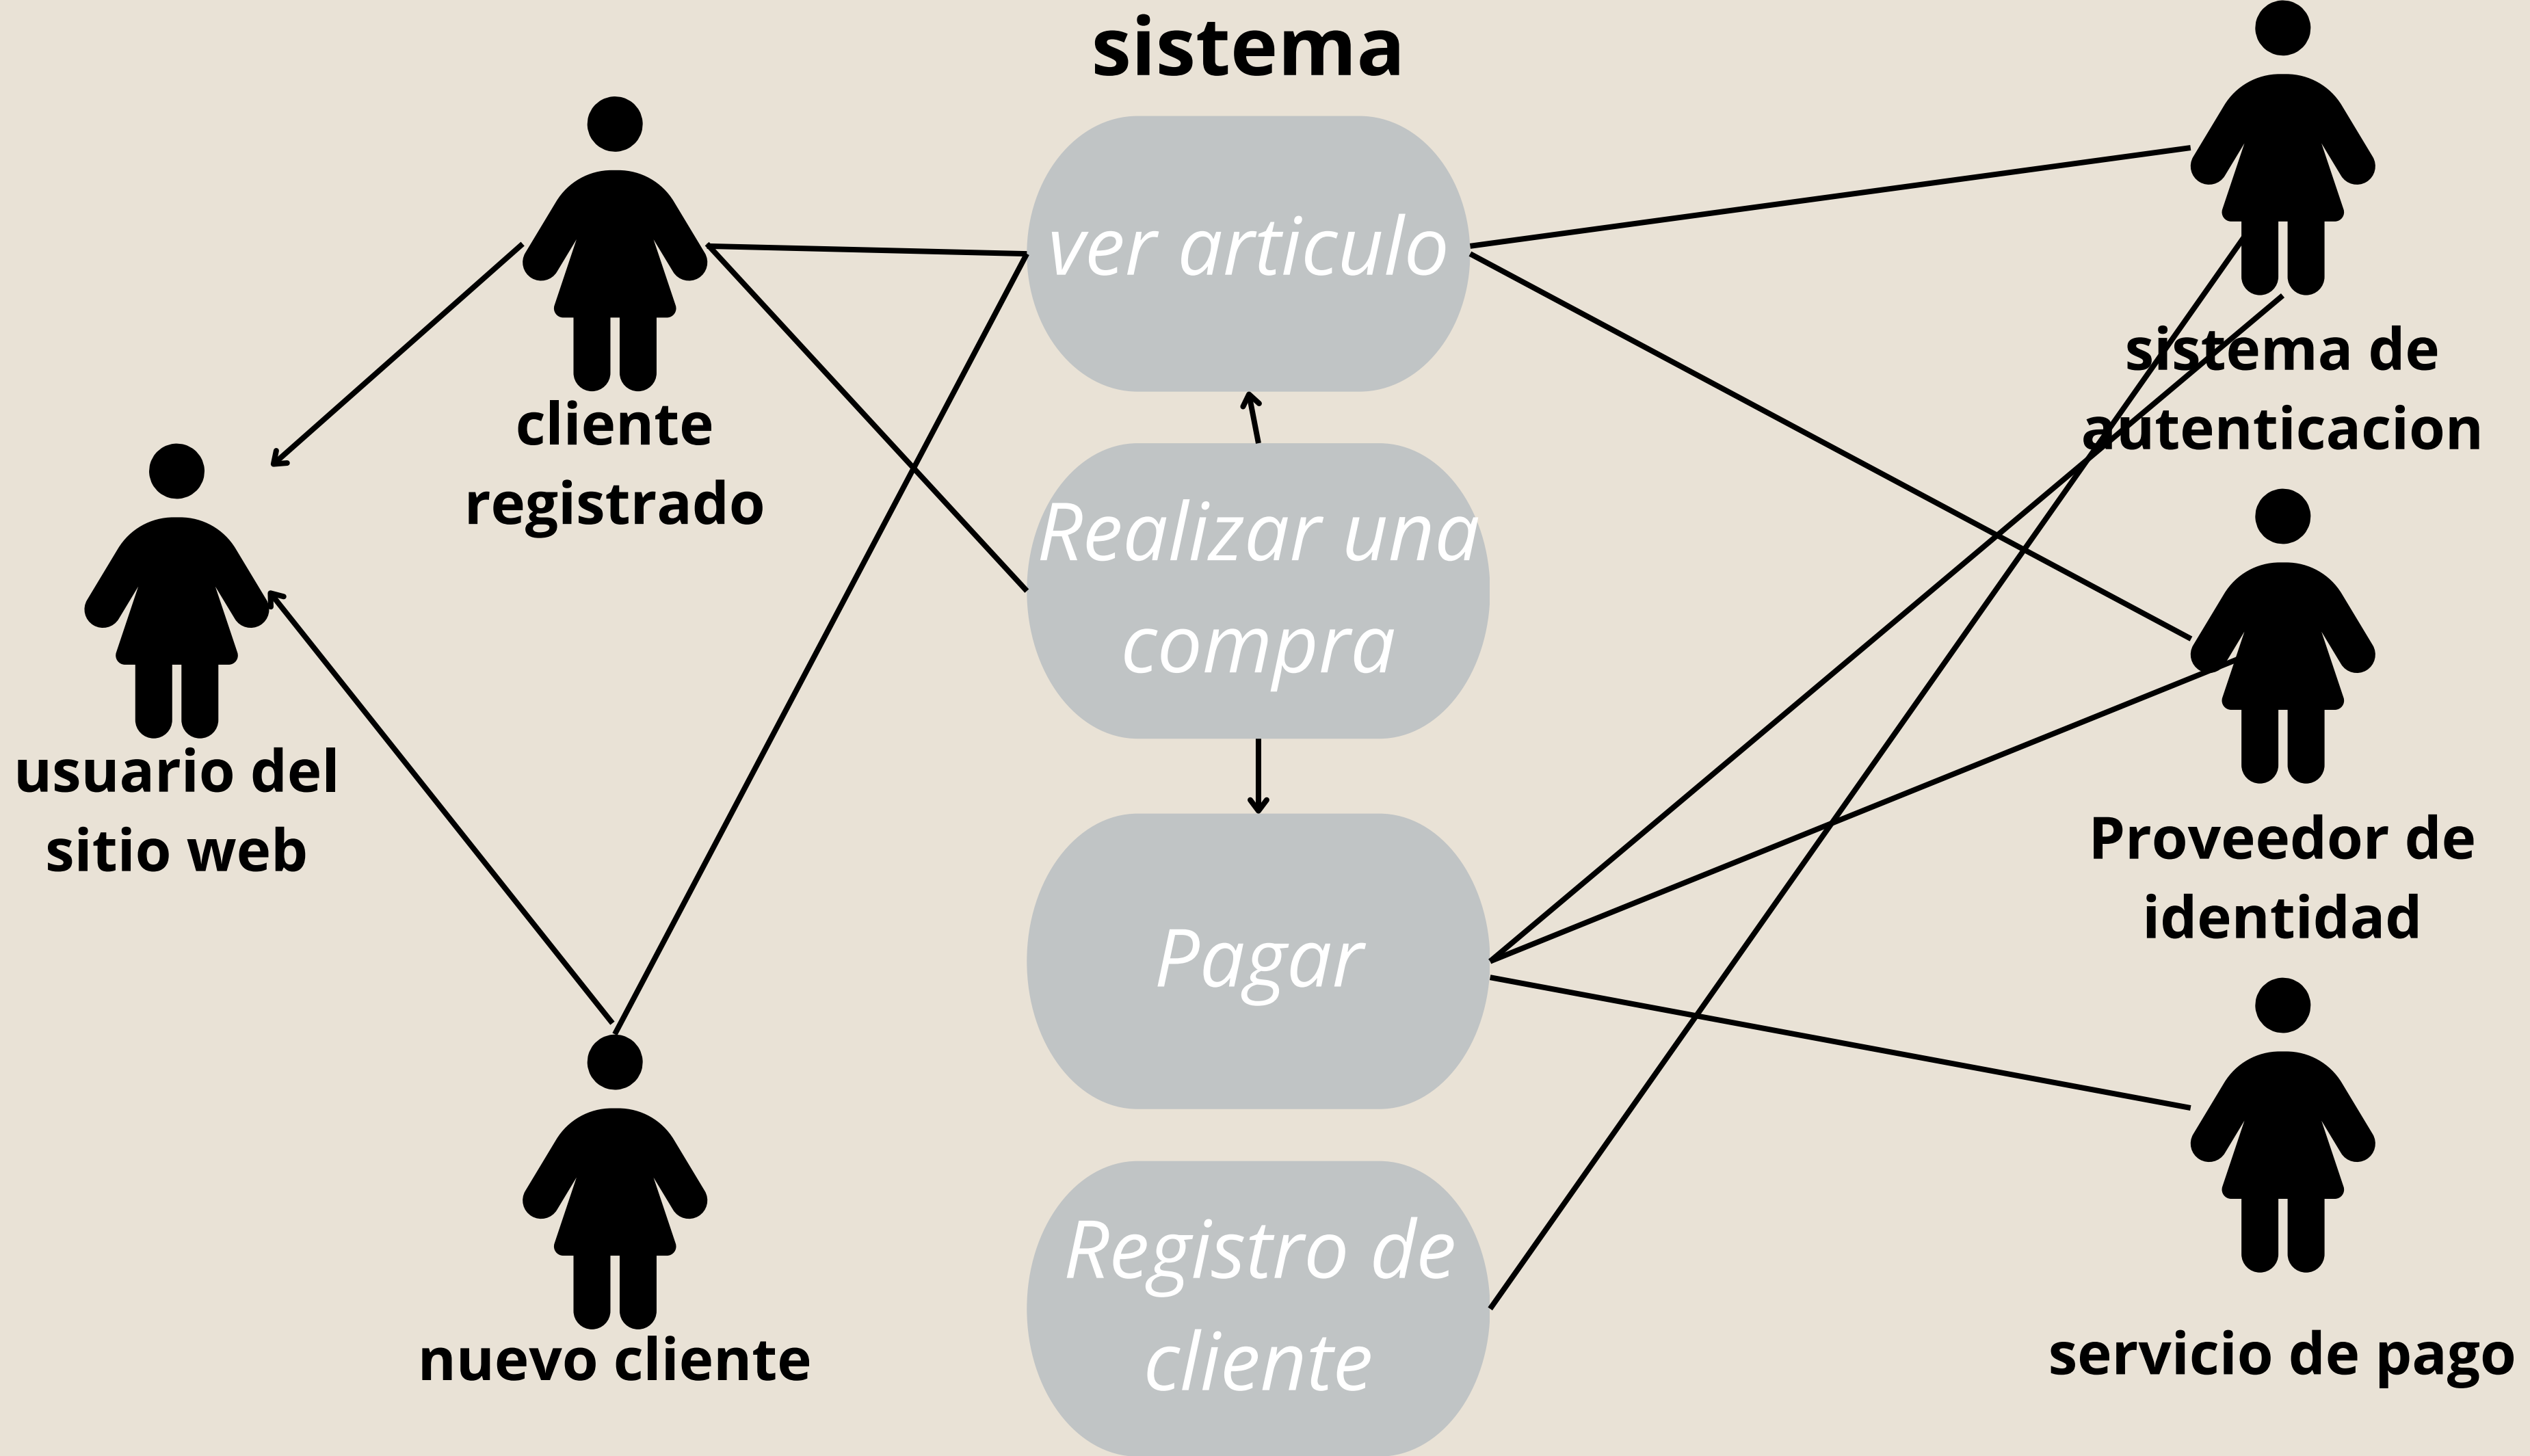 sistema
ver articulo
Realizar una
compra
Pagar
Registro de
cliente
cliente
registrado
usuario del
sitio web
nuevo cliente
sistema de
autenticacion
Proveedor de
identidad
servicio de pago